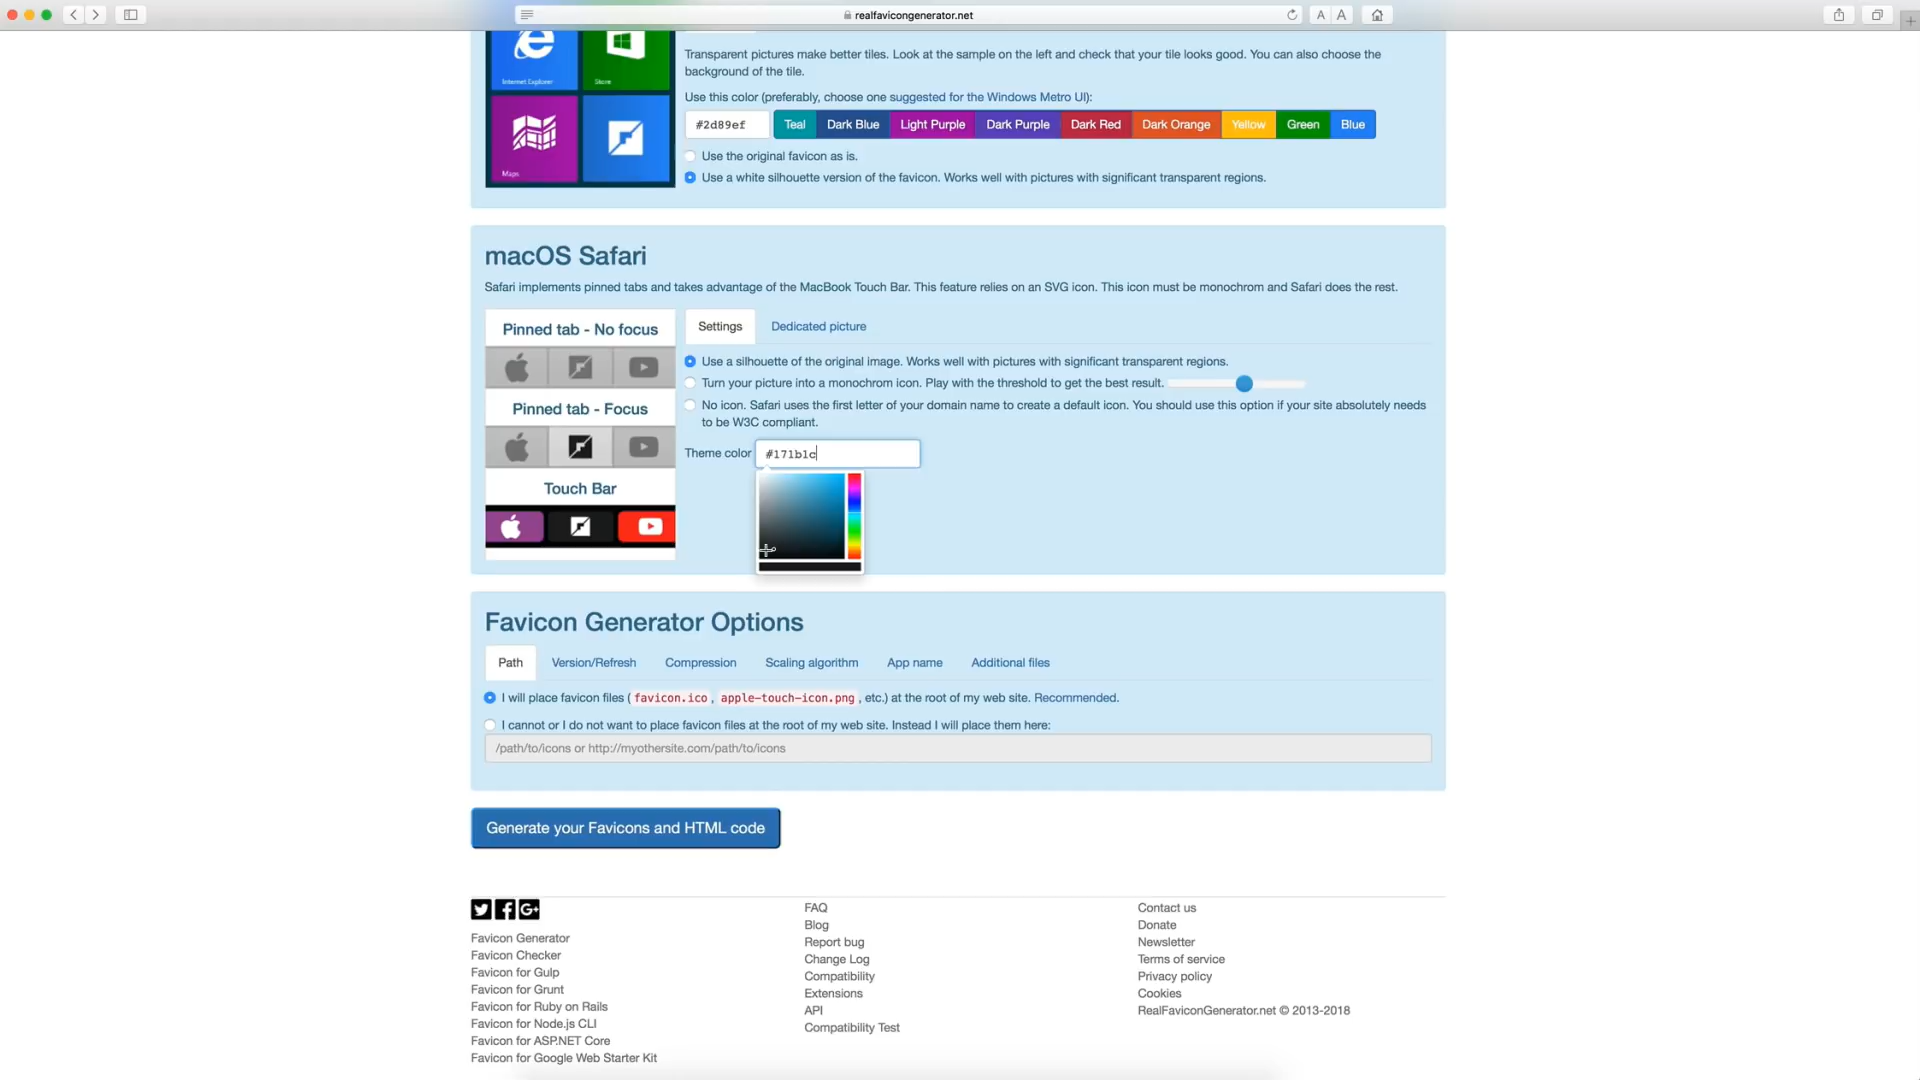 realfavicongenerator.net
A A
Transparent pictures make better tiles. Look at the sample on the left and check that your tile looks good. You can also choose the
background of the tile.
Internet Explorer
Store
Use this color (preferably, choose one suggested for the Windows Metro UI):
#2d89ef Teal Dark Blue Light Purple Dark Purple Dark Red Dark Orange Yellow Green Blue
Use the original favicon as is.
Maps
Use a white silhouette version of the favicon. Works well with pictures with significant transparent regions.
macOS Safari
Safari implements pinned tabs and takes advantage of the MacBook Touch Bar. This feature relies on an SVG icon. This icon must be monochrom and Safari does the rest.
Pinned tab - No focus
Pinned tab - Focus
Touch Bar
Settings Dedicated picture
Use a silhouette of the original image. Works well with pictures with significant transparent regions.
Turn your picture into a monochrom icon. Play with the threshold to get the best result.
No icon. Safari uses the first letter of your domain name to create a default icon. You should use this option if your site absolutely needs
to be W3C compliant.
Theme color #171b1c
Favicon Generator Options
Path Version/Refresh Compression Scaling algorithm App name Additional files
I will place favicon files (favicon.ico, apple-touch-icon.png, etc.) at the root of my web site. Recommended.
I cannot or I do not want to place favicon files at the root of my web site. Instead I will place them here:
/path/to/icons or http://myothersite.com/path/to/icons
Generate your Favicons and HTML code
Favicon Generator
Favicon Checker
Favicon for Gulp
Favicon for Grunt
Favicon for Ruby on Rails
Favicon for Node.js CLI
Favicon for ASP.NET Core
Favicon for Google Web Starter Kit
FAQ
Blog
Report bug
Change Log
Compatibility
Extensions
API
Compatibility Test
Contact us
Donate
Newsletter
Terms of service
Privacy policy
Cookies
RealFaviconGenerator.net © 2013-2018